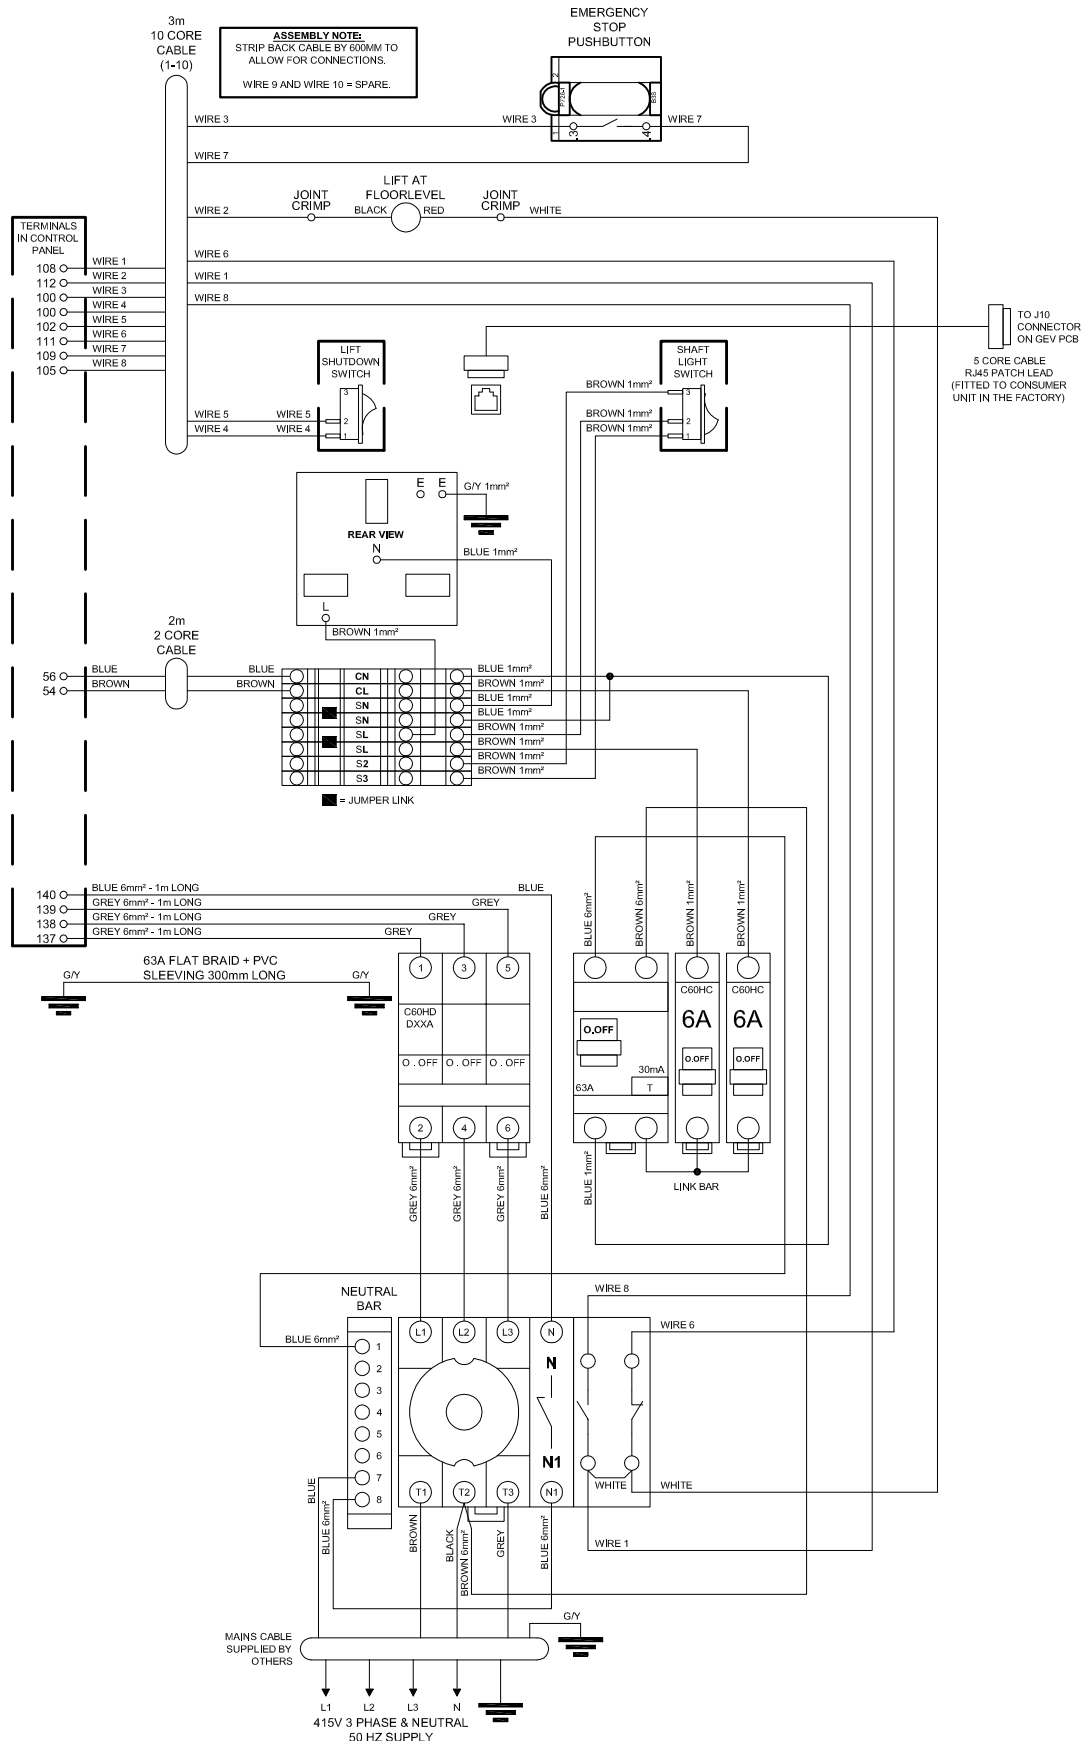 3m
10 CORE
CABLE
(1-10)
ASSEMBLY NOTE:
STRIP BACK CABLE BY 600MM TO
ALLOW FOR CONNECTIONS.
WIRE 9 AND WIRE 10 = SPARE.
EMERGENCY
STOP
PUSHBUTTON
2
1
P726-1
B3S
3
4
WIRE 3
WIRE 3
WIRE 7
WIRE 7
LIFT AT
FLOORLEVEL
JOINT
CRIMP
BLACK
RED
JOINT
CRIMP
WHITE
WIRE 2
TERMINALS
IN CONTROL
PANEL
108
WIRE 1
112
WIRE 2
100
WIRE 3
100
WIRE 4
102
WIRE 5
111
WIRE 6
109
WIRE 7
105
WIRE 8
WIRE 6
WIRE 1
WIRE 8
TO J10
CONNECTOR
ON GEV PCB
5 CORE CABLE
RJ45 PATCH LEAD
(FITTED TO CONSUMER
UNIT IN THE FACTORY)
LIFT
SHUTDOWN
SWITCH
3
2
1
WIRE 5
WIRE 5
WIRE 4
WIRE 4
SHAFT
LIGHT
SWITCH
3
2
1
BROWN 1mm²
BROWN 1mm²
BROWN 1mm²
E E
G/Y 1mm²
REAR VIEW
N
BLUE 1mm²
L
BROWN 1mm²
2m
2 CORE
CABLE
56
BLUE
BLUE
54
BROWN
BROWN
CN
BLUE 1mm²
CL
BROWN 1mm²
SN
BLUE 1mm²
SN
BLUE 1mm²
SL
BROWN 1mm²
SL
BROWN 1mm²
S2
BROWN 1mm²
S3
BROWN 1mm²
= JUMPER LINK
140
BLUE 6mm² - 1m LONG
BLUE
139
GREY 6mm² - 1m LONG
GREY
138
GREY 6mm² - 1m LONG
GREY
137
GREY 6mm² - 1m LONG
GREY
63A FLAT BRAID + PVC
SLEEVING 300mm LONG
G/Y
G/Y
1
3
5
C60HD
DXXA
O . OFF
O . OFF
O . OFF
2
4
6
BLUE 6mm²
BROWN 6mm²
BROWN 1mm²
BROWN 1mm²
O.OFF
30mA
63A
T
C60HC
6A
O.OFF
C60HC
6A
O.OFF
LINK BAR
GREY 6mm²
GREY 6mm²
GREY 6mm²
BLUE 6mm²
BLUE 1mm²
NEUTRAL
BAR
BLUE 6mm²
1
2
3
4
5
6
7
8
L1
L2
L3
N
N
N1
T1
T2
T3
N1
WIRE 8
WIRE 6
WHITE
WHITE
WIRE 1
BLUE
BLUE 6mm²
BROWN
BLACK
BROWN 6mm²
GREY
BLUE 6mm²
G/Y
MAINS CABLE
SUPPLIED BY
OTHERS
L1
L2
L3
N
415V 3 PHASE & NEUTRAL
50 HZ SUPPLY